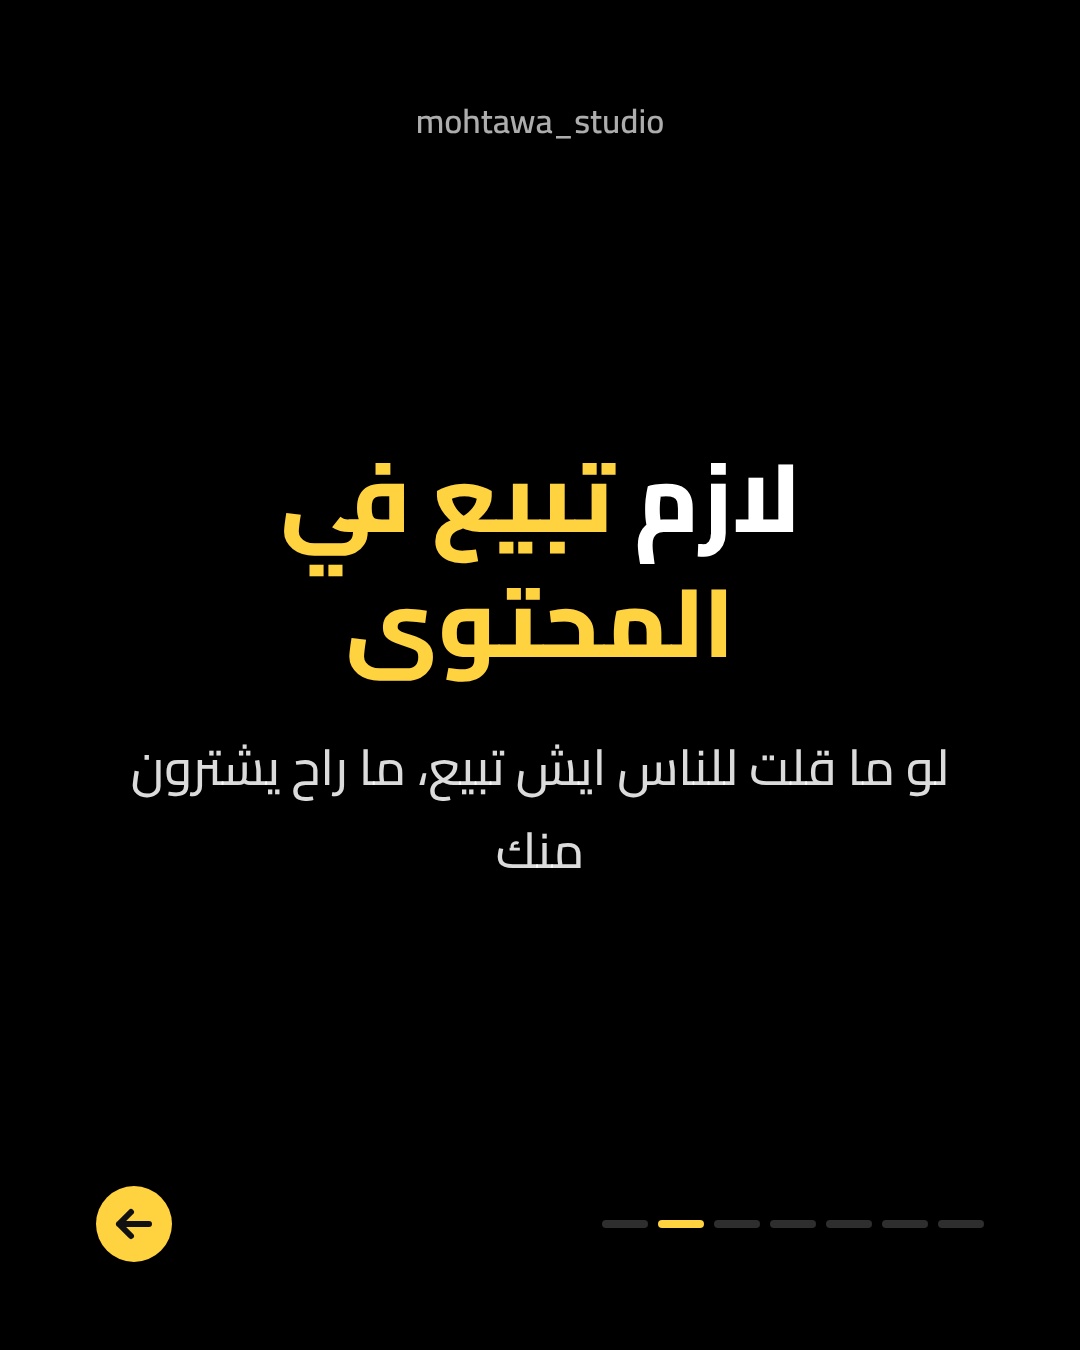 mohtawa_studio
لازم تبيع في
المحتوى
لو ما قلت للناس ايش تبيع، ما راح يشترون
منك